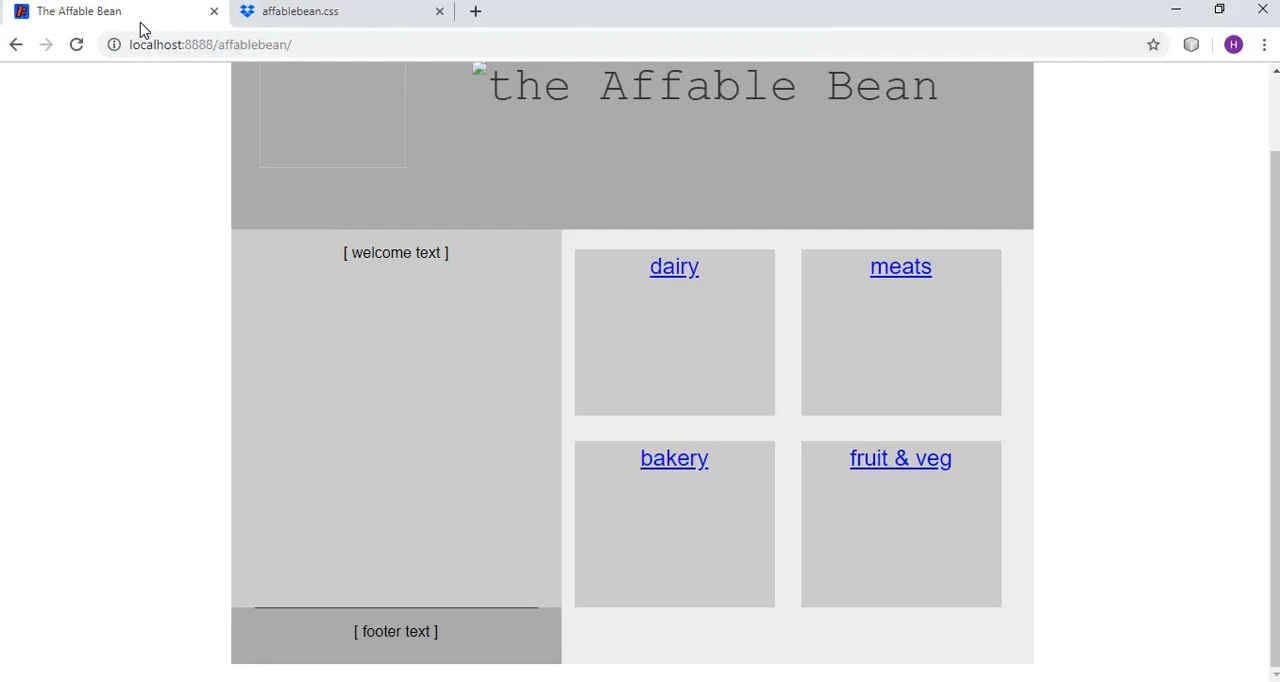 The Affable Bean
affablebean.css
localhost:8888/affablebean/
H
the Affable Bean
[ welcome text ]
dairy
meats
bakery
fruit & veg
[ footer text ]